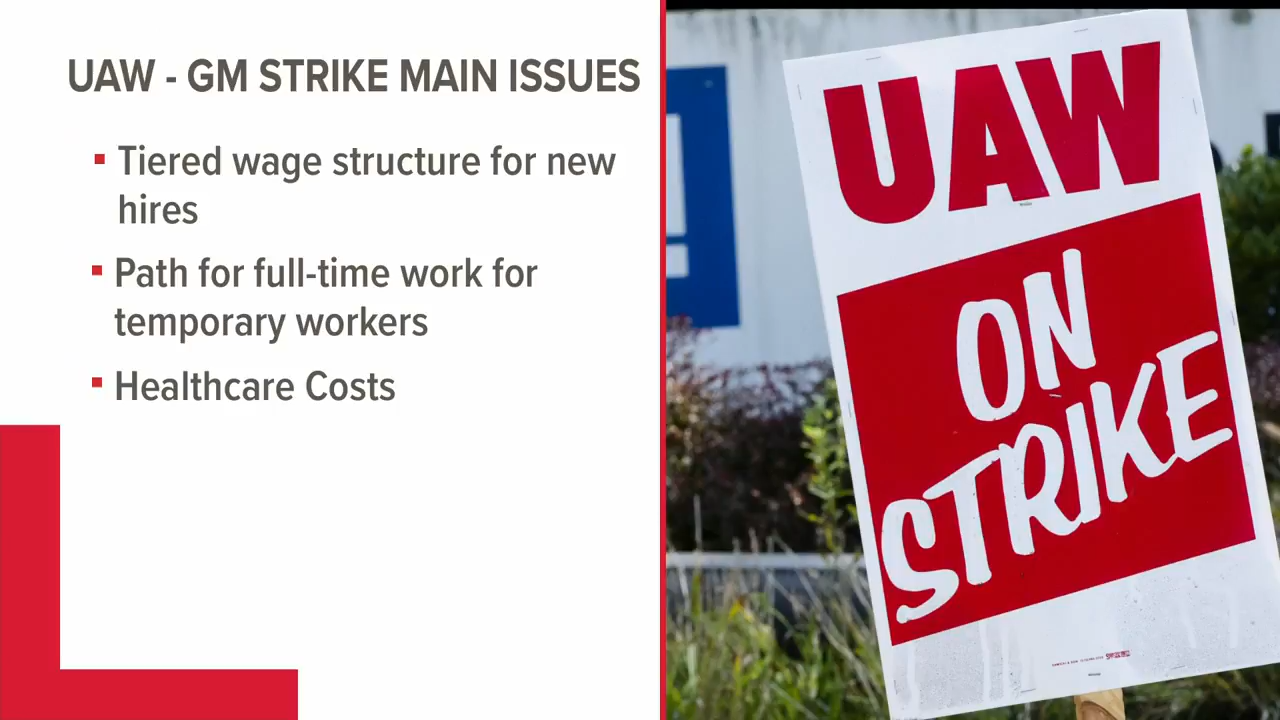 UAW - GM STRIKE MAIN ISSUES
Tiered wage structure for new
hires
Path for full-time work for
temporary workers
Healthcare Costs
UAW
ON
STRIKE